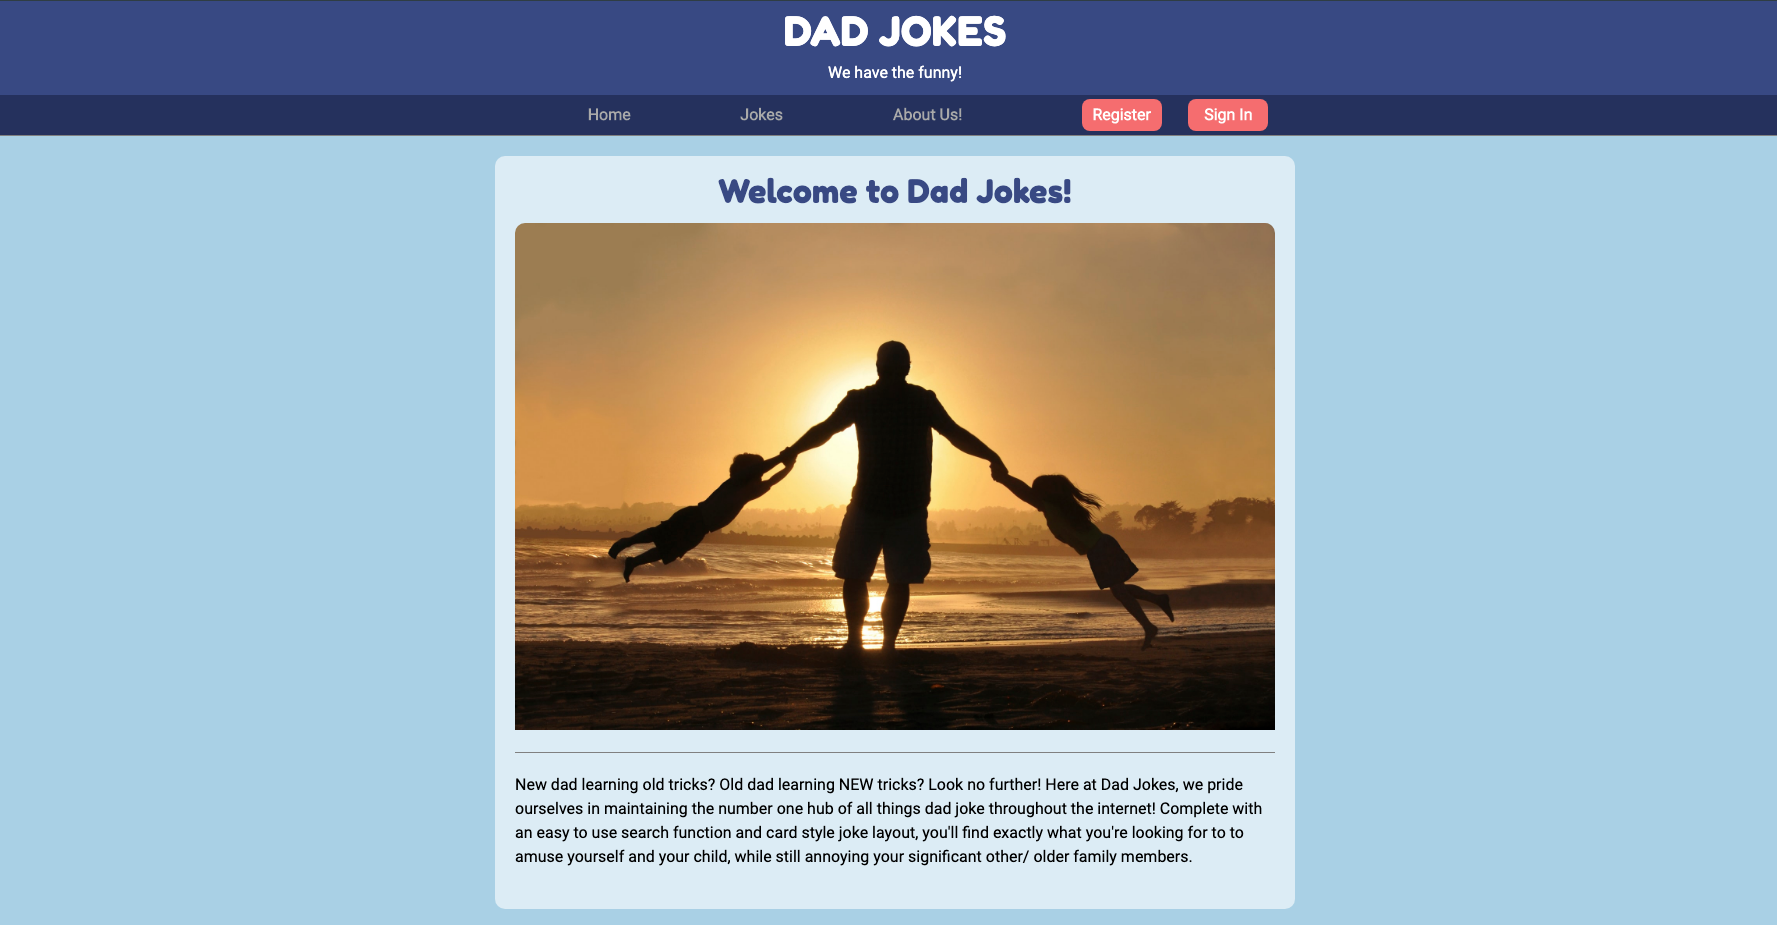 DAD JOKES
We have the funny!
Home Jokes About Us! Register Sign In
Welcome to Dad Jokes!
New dad learning old tricks? Old dad learning NEW tricks? Look no further! Here at Dad Jokes, we pride
ourselves in maintaining the number one hub of all things dad joke throughout the internet! Complete with
an easy to use search function and card style joke layout, you'll find exactly what you're looking for to to
amuse yourself and your child, while still annoying your significant other/ older family members.